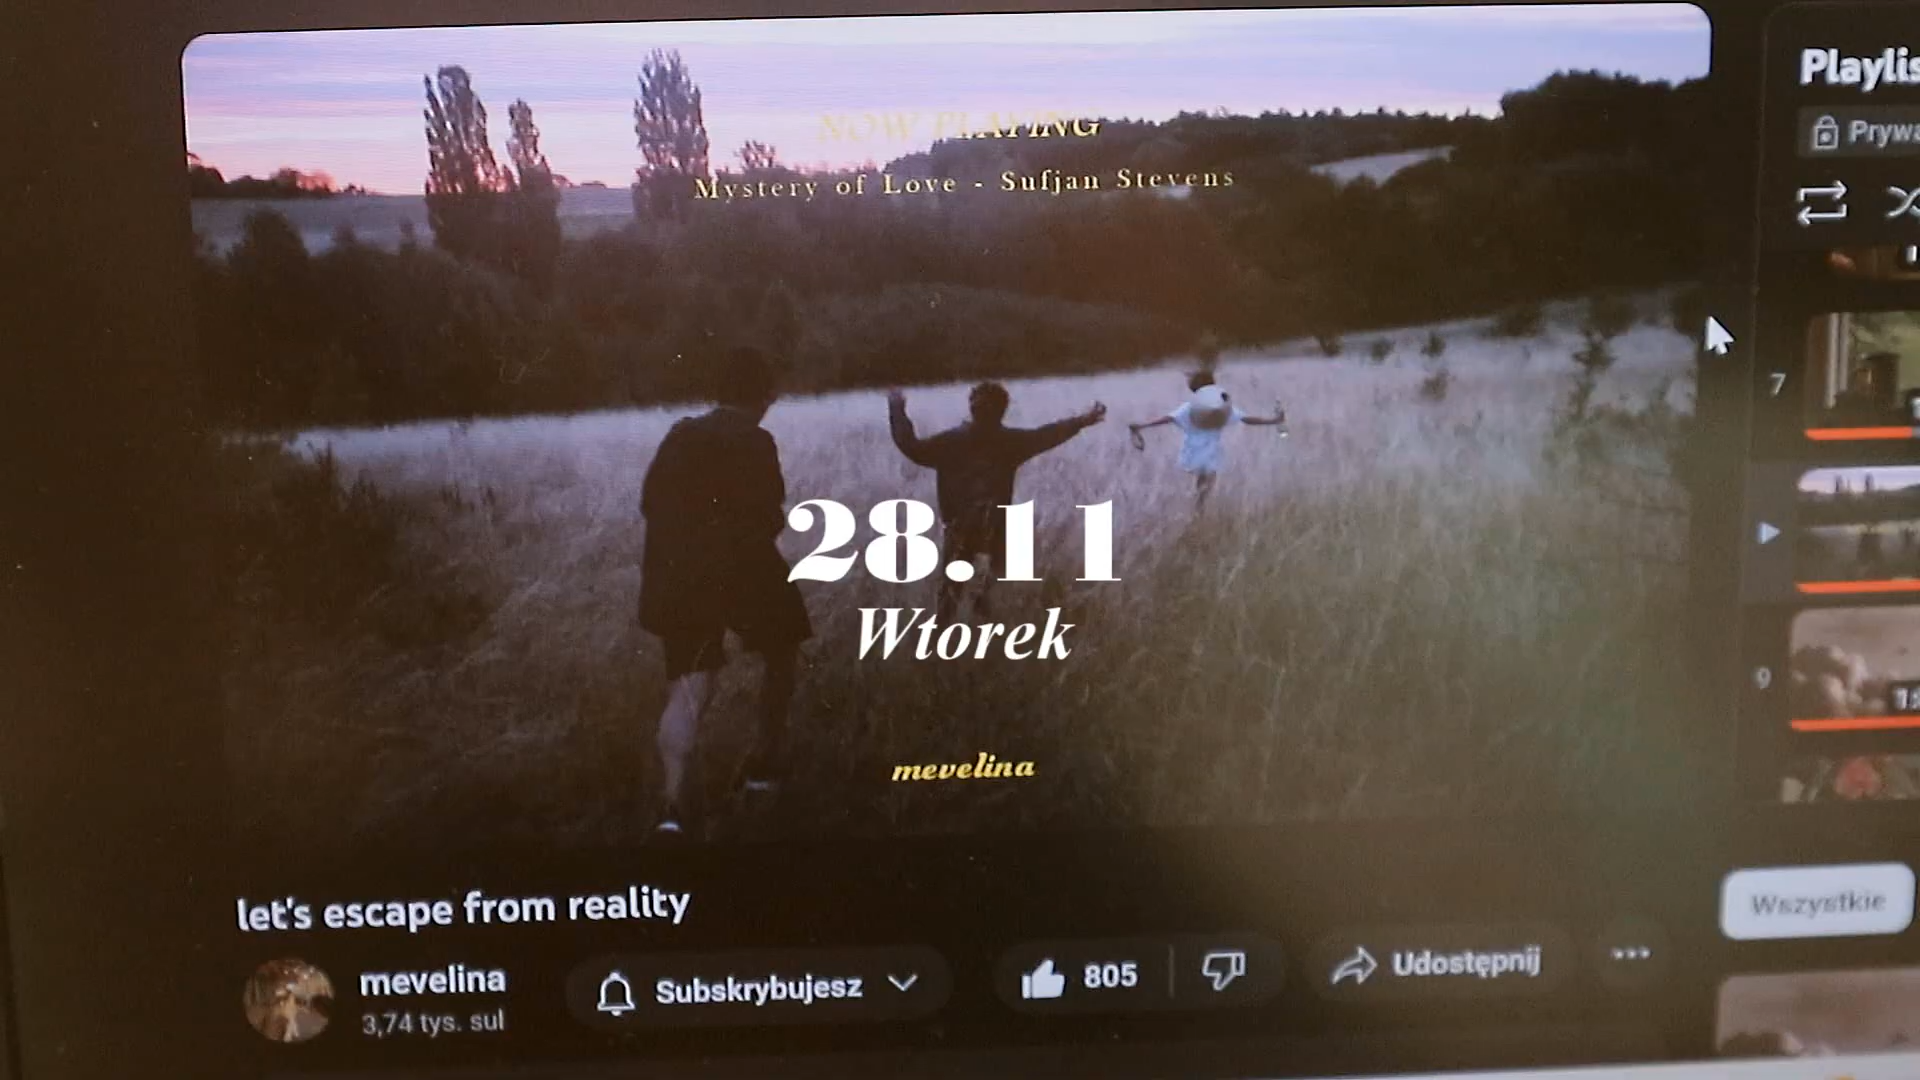 NOW PLAYING
Mystery of Love - Sufjan Stevens
28.11
Wtorek
mevelina
let's escape from reality
mevelina
3,74 tys. sul
Subskrybujesz
805
Udostępnij
Playlis
Prywa
7
9
Wszystkie